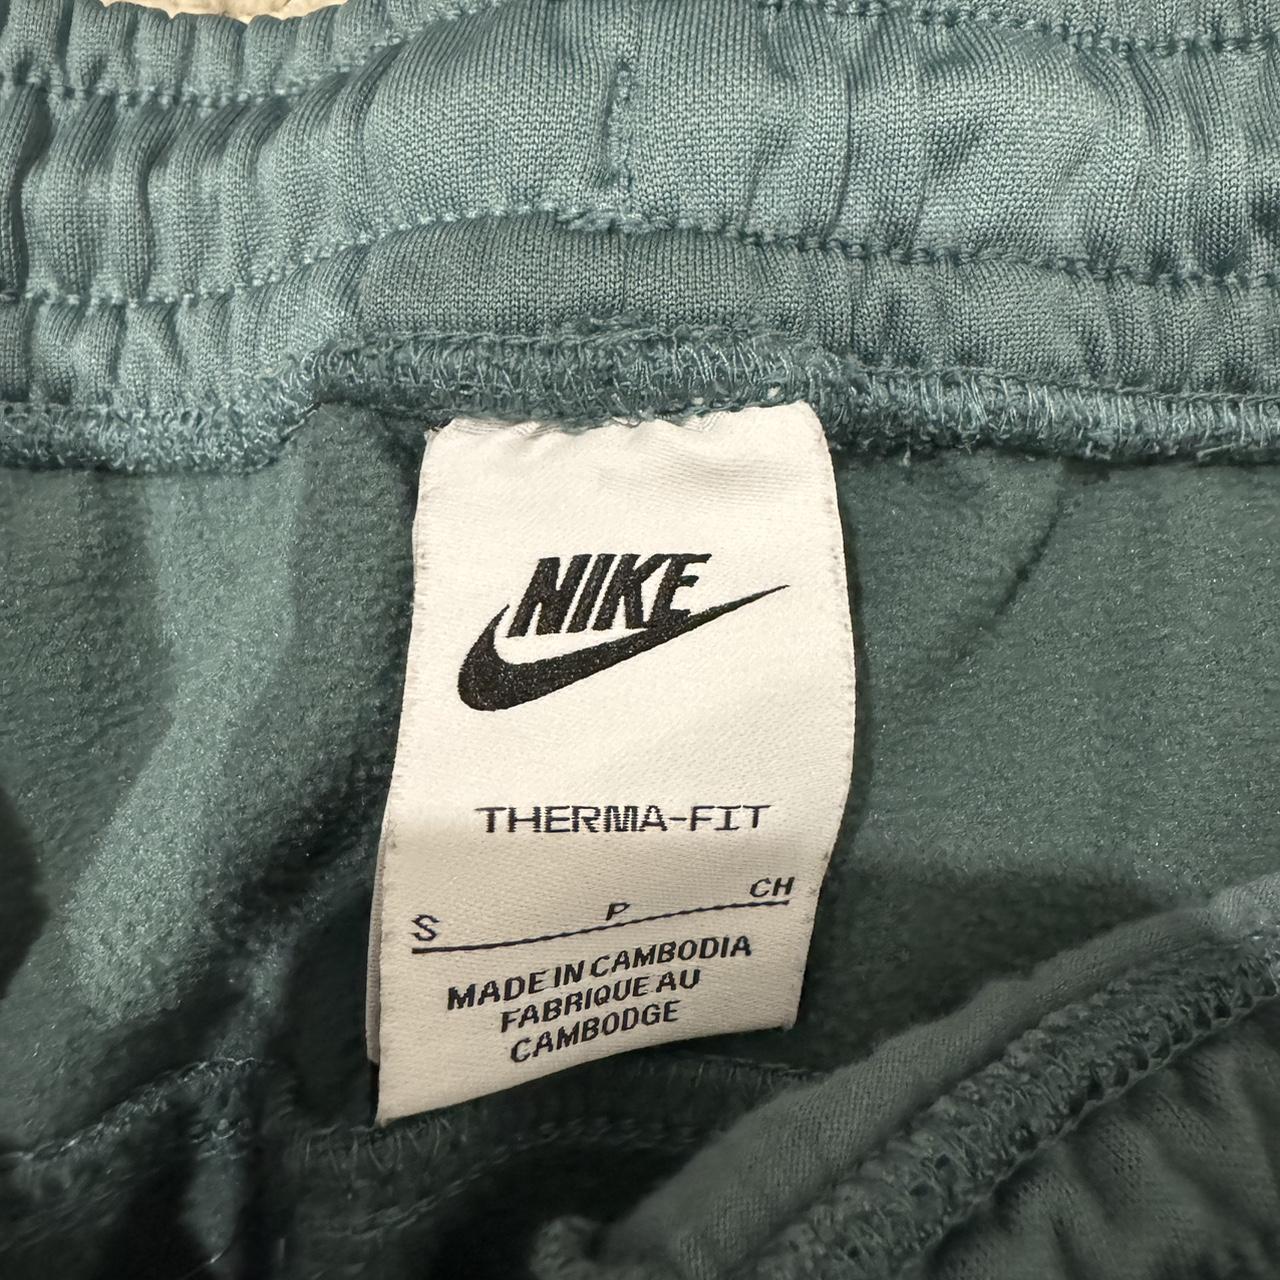 NIKE
THERMA-FIT
S P CH
MADE IN CAMBODIA
FABRIQUE AU
CAMBODGE